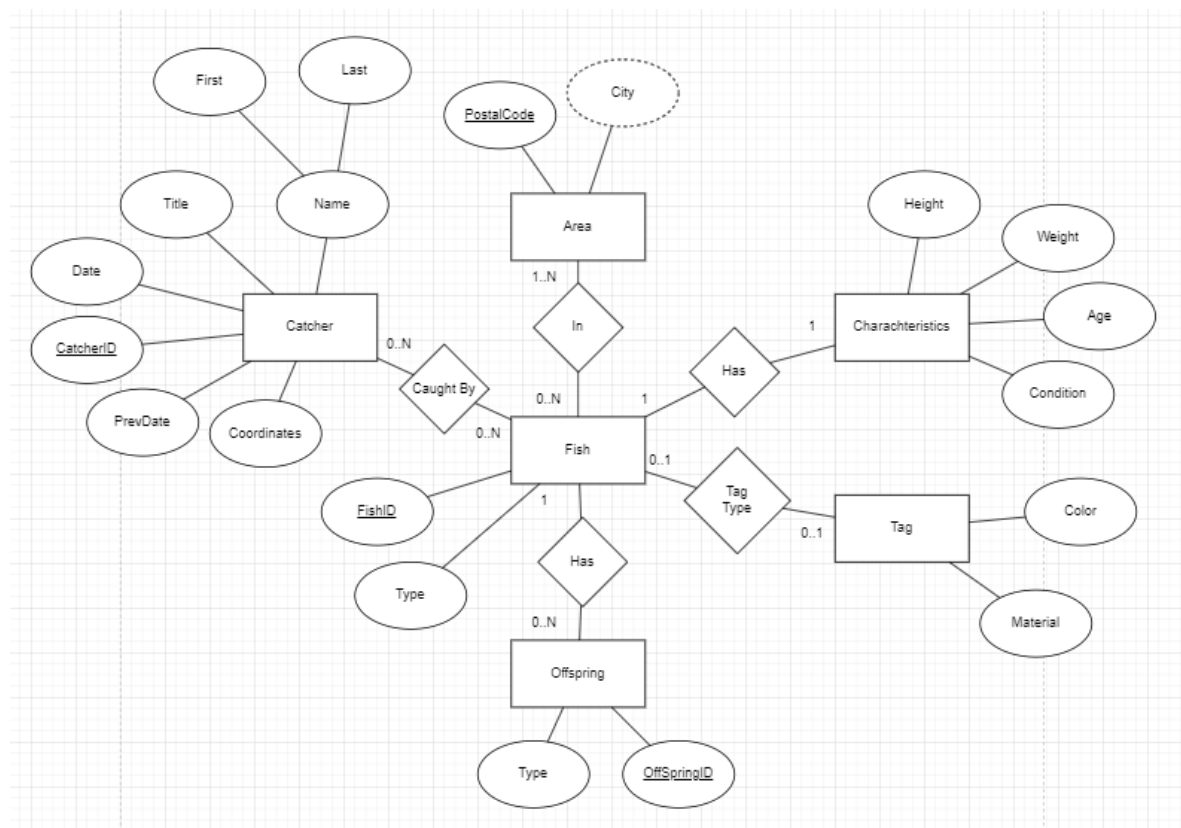 First
Last
City
PostalCode
Title
Name
Height
Area
Weight
Date
1..N
Catcher
In
1
Charachteristics
Age
CatcherID
0..N
Has
Caught By
Condition
PrevDate
Coordinates
0..N
1
0..N
Fish
0..1
FishID
1
Tag
Type
Tag
Color
0..1
Has
Type
0..N
Material
Offspring
Type
OffSpringID